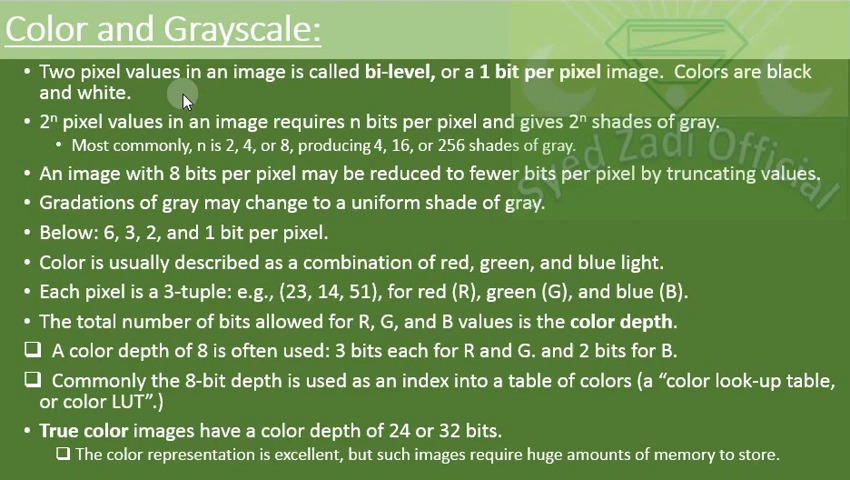 Color and Grayscale:
• Two pixel values in an image is called bi-level, or a 1 bit per pixel image. Colors are black
and white.
• 2ⁿ pixel values in an image requires n bits per pixel and gives 2ⁿ shades of gray.
• Most commonly, n is 2, 4, or 8, producing 4, 16, or 256 shades of gray.
• An image with 8 bits per pixel may be reduced to fewer bits per pixel by truncating values.
• Gradations of gray may change to a uniform shade of gray.
• Below: 6, 3, 2, and 1 bit per pixel.
• Color is usually described as a combination of red, green, and blue light.
• Each pixel is a 3-tuple: e.g., (23, 14, 51), for red (R), green (G), and blue (B).
• The total number of bits allowed for R, G, and B values is the color depth.
❑ A color depth of 8 is often used: 3 bits each for R and G. and 2 bits for B.
❑ Commonly the 8-bit depth is used as an index into a table of colors (a “color look-up table,
or color LUT”.)
• True color images have a color depth of 24 or 32 bits.
❑ The color representation is excellent, but such images require huge amounts of memory to store.
Syed Zadi Official